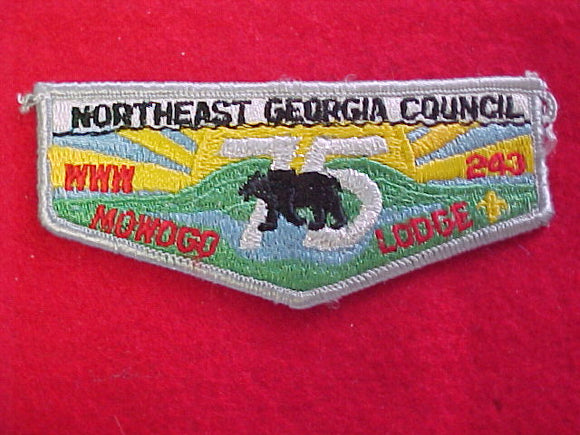 NORTHEAST GEORGIA COUNCIL
75
WWW 243
MOWOGO LODGE